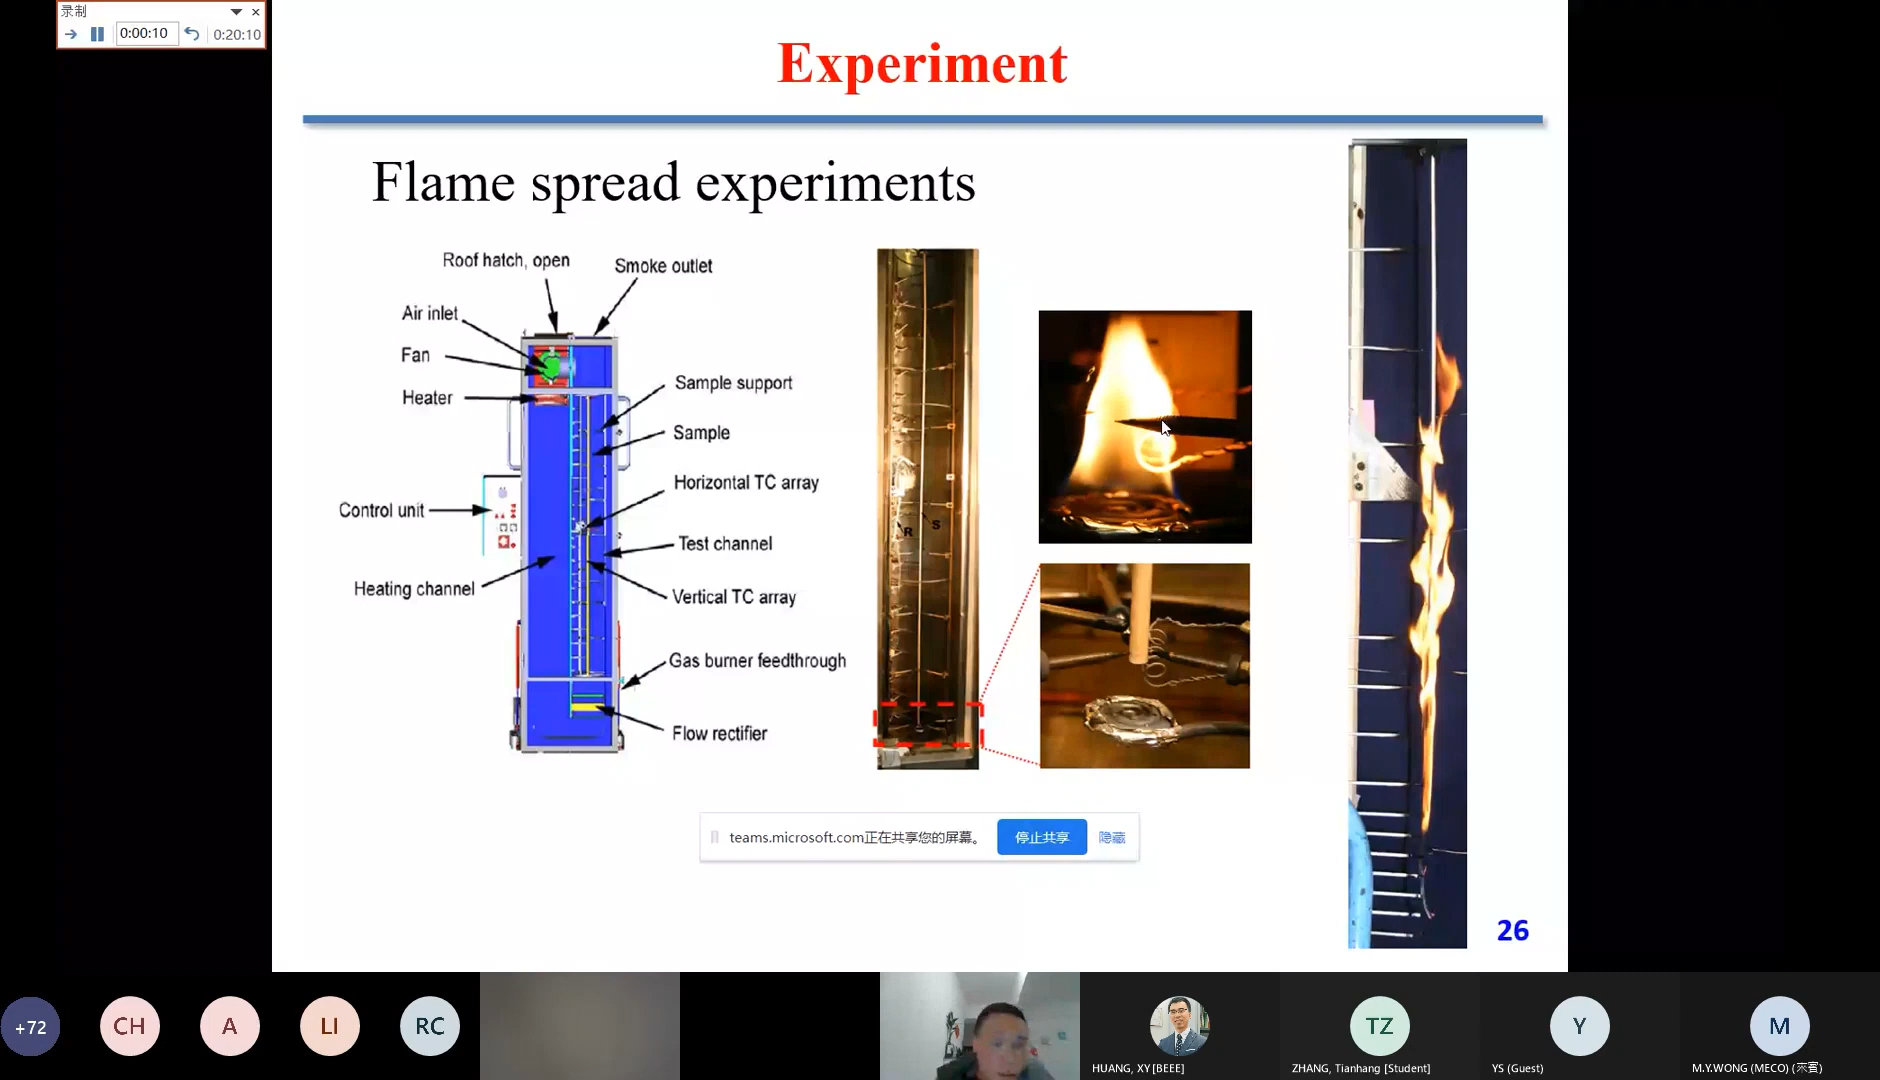 录制
0:00:10
0:20:10
Experiment
Flame spread experiments
Roof hatch, open
Smoke outlet
Air inlet
Fan
Heater
Sample support
Sample
Horizontal TC array
Control unit
Test channel
Heating channel
Vertical TC array
Gas burner feedthrough
Flow rectifier
R
S
teams.microsoft.com正在共享您的屏幕。
停止共享
隐藏
26
+72
CH
A
LI
RC
TZ
Y
M
HUANG, XY [BEEE]
ZHANG, Tianhang [Student]
YS (Guest)
M.Y.WONG (MECO) (来宾)